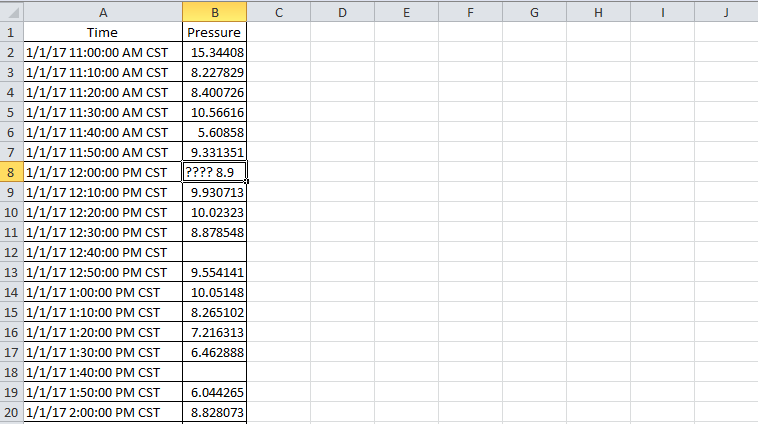 A B C D E F G H I J
1 Time Pressure
2 1/1/17 11:00:00 AM CST 15.34408
3 1/1/17 11:10:00 AM CST 8.227829
4 1/1/17 11:20:00 AM CST 8.400726
5 1/1/17 11:30:00 AM CST 10.56616
6 1/1/17 11:40:00 AM CST 5.60858
7 1/1/17 11:50:00 AM CST 9.331351
8 1/1/17 12:00:00 PM CST ???? 8.9
9 1/1/17 12:10:00 PM CST 9.930713
10 1/1/17 12:20:00 PM CST 10.02323
11 1/1/17 12:30:00 PM CST 8.878548
12 1/1/17 12:40:00 PM CST
13 1/1/17 12:50:00 PM CST 9.554141
14 1/1/17 1:00:00 PM CST 10.05148
15 1/1/17 1:10:00 PM CST 8.265102
16 1/1/17 1:20:00 PM CST 7.216313
17 1/1/17 1:30:00 PM CST 6.462888
18 1/1/17 1:40:00 PM CST
19 1/1/17 1:50:00 PM CST 6.044265
20 1/1/17 2:00:00 PM CST 8.828073